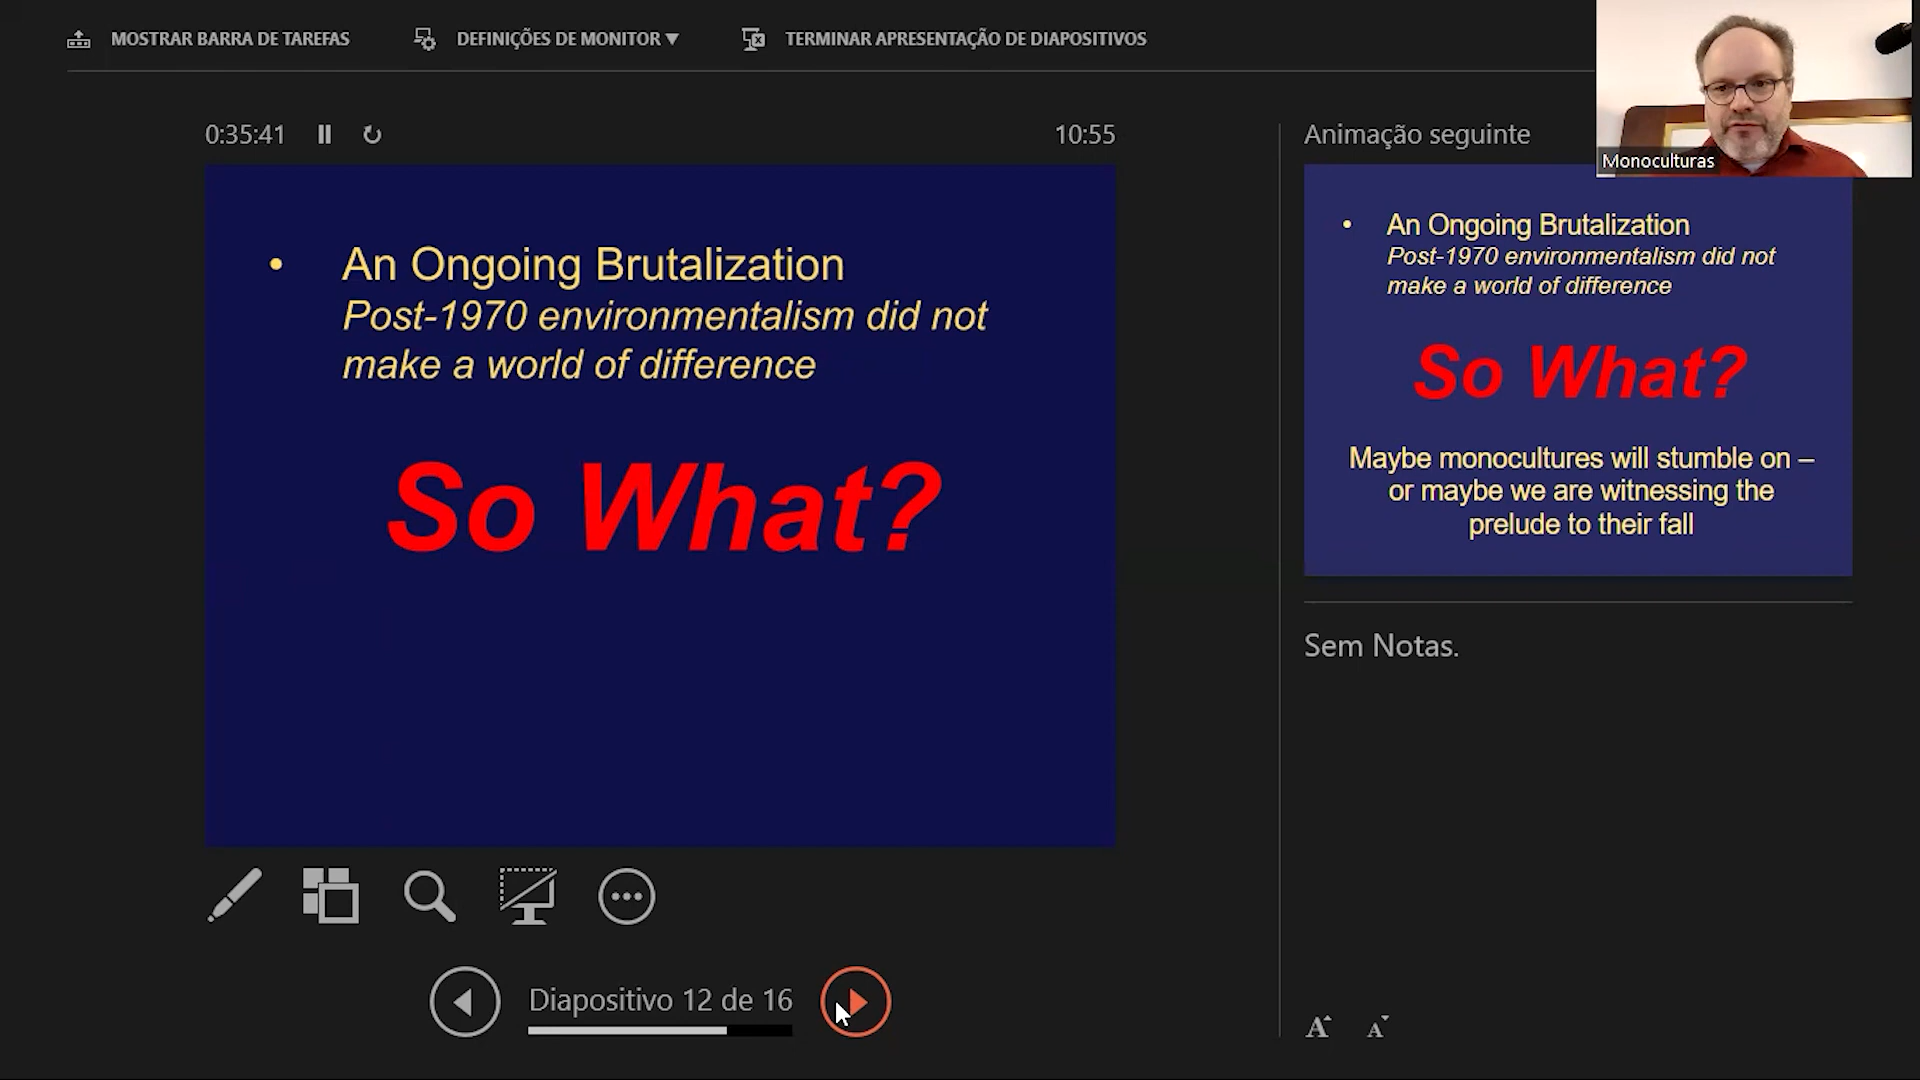 MOSTRAR BARRA DE TAREFAS
DEFINIÇÕES DE MONITOR ▼
TERMINAR APRESENTAÇÃO DE DIAPOSITIVOS
Monoculturas
0:35:41
10:55
• An Ongoing Brutalization
Post-1970 environmentalism did not
make a world of difference
So What?
Animação seguinte
• An Ongoing Brutalization
Post-1970 environmentalism did not
make a world of difference
So What?
Maybe monocultures will stumble on –
or maybe we are witnessing the
prelude to their fall
Sem Notas.
Diapositivo 12 de 16
A A